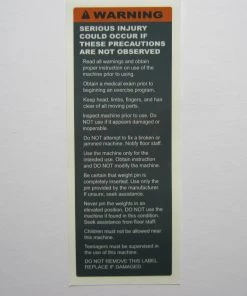 WARNING
SERIOUS INJURY
COULD OCCUR IF
THESE PRECAUTIONS
ARE NOT OBSERVED
Read all warnings and obtain
proper instruction on use of the
machine prior to using.
Obtain a medical exam prior to
beginning an exercise program.
Keep head, limbs, fingers, and hair
clear of all moving parts.
Inspect machine prior to use. Do
NOT use if it appears damaged or
inoperable.
Do NOT attempt to fix a broken or
jammed machine. Notify floor staff.
Use the machine only for the
intended use. Obtain instruction
and DO NOT modify the machine.
Be certain that weight pin is
completely inserted. Use only the
pin provided by the manufacturer.
If unsure, seek assistance.
Never pin the weights in an
elevated position. DO NOT use the
machine if found in this condition.
Seek assistance from floor staff.
Children must not be allowed near
this machine.
Teenagers must be supervised in
the use of this machine.
DO NOT REMOVE THIS LABEL.
REPLACE IF DAMAGED.